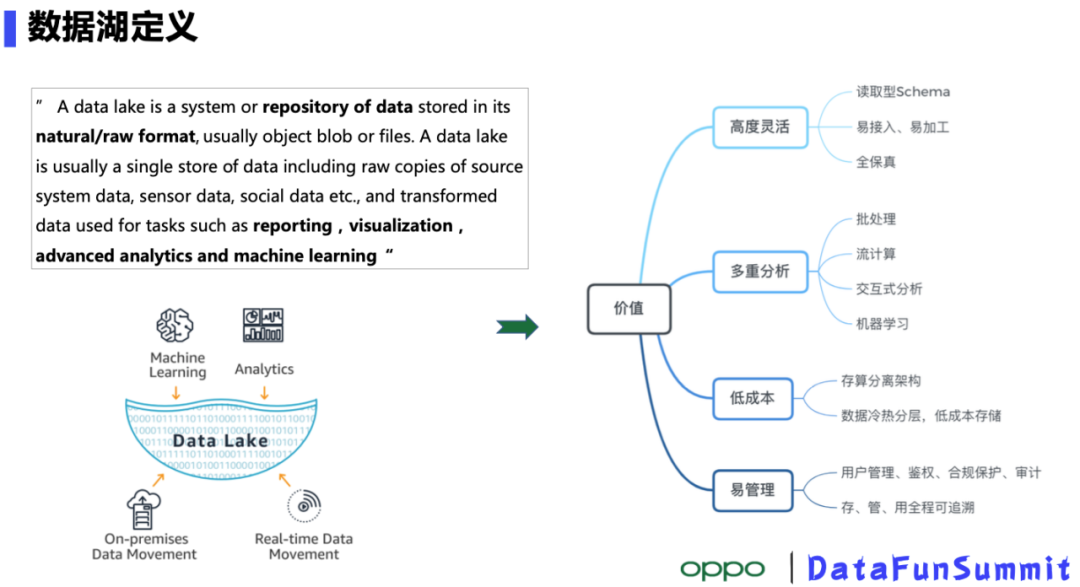 数据湖定义
” A data lake is a system or repository of data stored in its
natural/raw format, usually object blob or files. A data lake
is usually a single store of data including raw copies of source
system data, sensor data, social data etc., and transformed
data used for tasks such as reporting，visualization，
advanced analytics and machine learning “
Machine
Learning
Analytics
Data Lake
On-premises
Data Movement
Real-time Data
Movement
价值
高度灵活
读取型Schema
易接入、易加工
全保真
多重分析
批处理
流计算
交互式分析
机器学习
低成本
存算分离架构
数据冷热分层，低成本存储
易管理
用户管理、鉴权、合规保护、审计
存、管、用全程可追溯
oppo
DataFunSummit